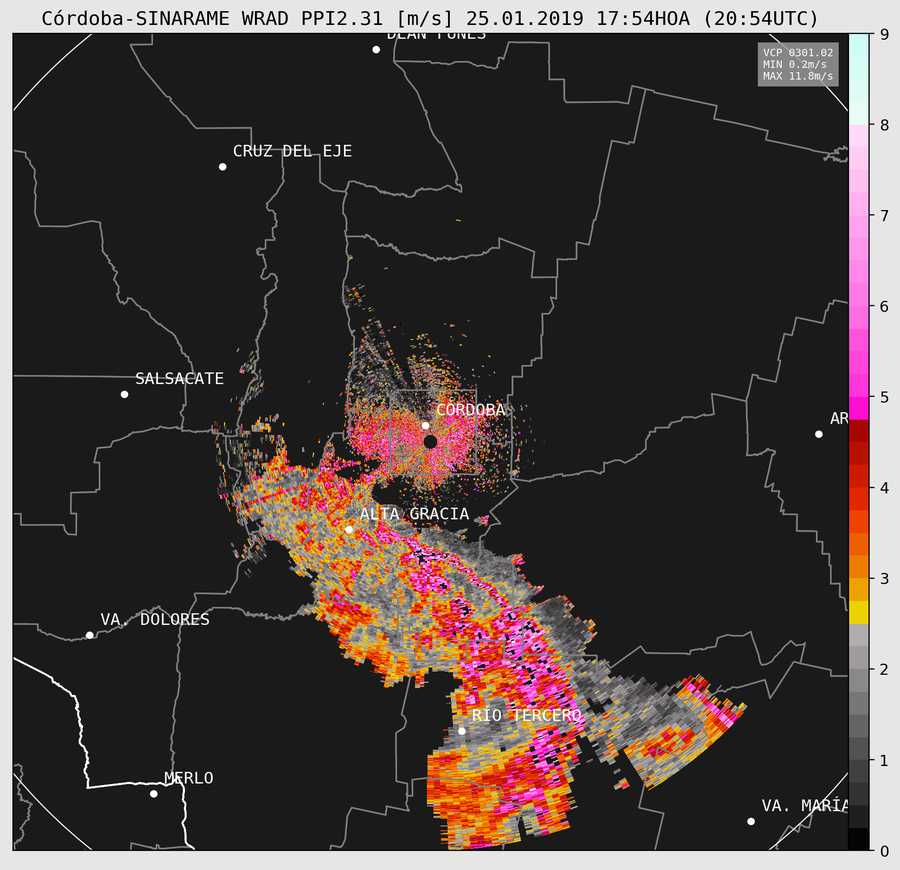 Córdoba-SINARAME WRAD PPI2.31 [m/s] 25.01.2019 17:54HOA (20:54UTC)
DEAN FUNES
VCP 0301.02
MIN 0.2m/s
MAX 11.8m/s
CRUZ DEL EJE
SALSACATE
CORDOBA
AR
ALTA GRACIA
VA. DOLORES
RIO TERCERO
MERLO
VA. MARÍA
9
8
7
6
5
4
3
2
1
0